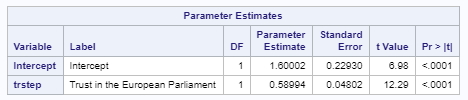 Parameter Estimates
Variable Label DF Parameter Estimate Standard Error t Value Pr > |t|
Intercept Intercept 1 1.60002 0.22930 6.98 <.0001
trstep Trust in the European Parliament 1 0.58994 0.04802 12.29 <.0001